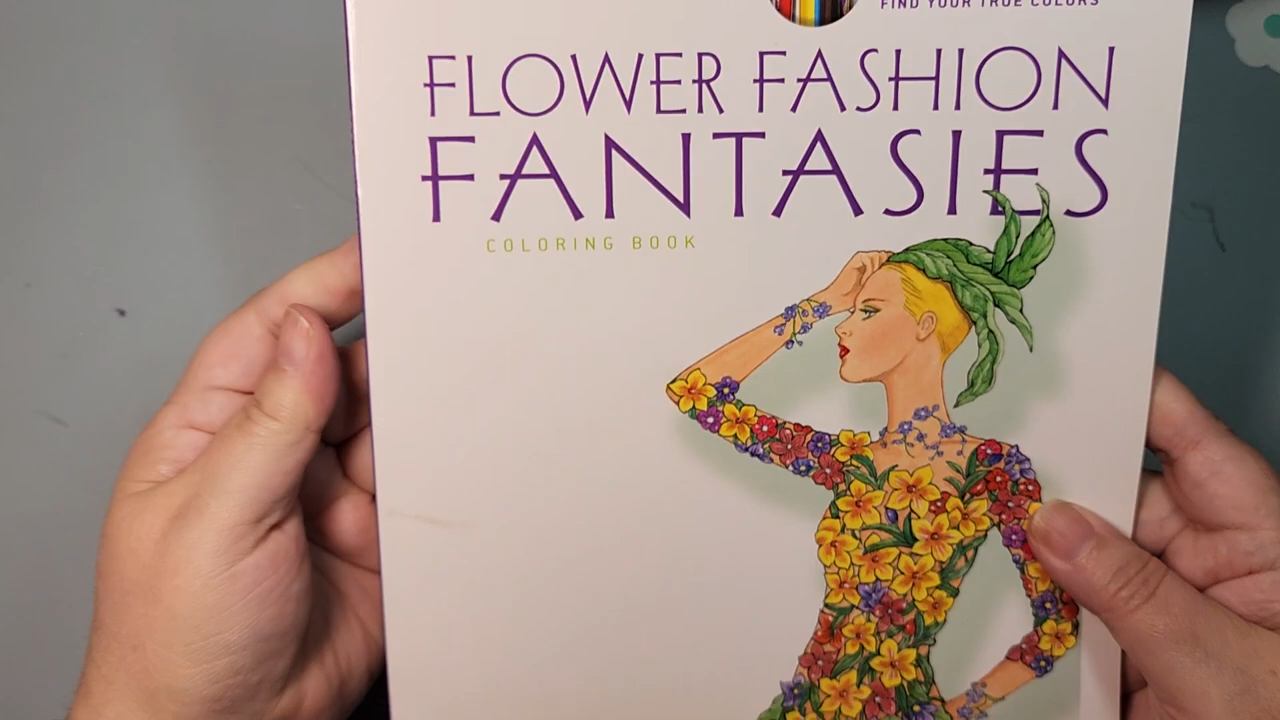 FIND YOUR TRUE COLORS
FLOWER FASHION
FANTASIES
COLORING BOOK